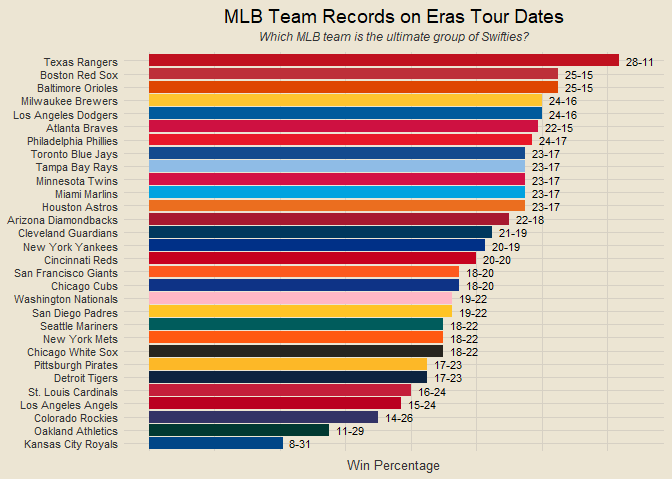 MLB Team Records on Eras Tour Dates
Which MLB team is the ultimate group of Swifties?
Texas Rangers 28-11
Boston Red Sox 25-15
Baltimore Orioles 25-15
Milwaukee Brewers 24-16
Los Angeles Dodgers 24-16
Atlanta Braves 22-15
Philadelphia Phillies 24-17
Toronto Blue Jays 23-17
Tampa Bay Rays 23-17
Minnesota Twins 23-17
Miami Marlins 23-17
Houston Astros 23-17
Arizona Diamondbacks 22-18
Cleveland Guardians 21-19
New York Yankees 20-19
Cincinnati Reds 20-20
San Francisco Giants 18-20
Chicago Cubs 18-20
Washington Nationals 19-22
San Diego Padres 19-22
Seattle Mariners 18-22
New York Mets 18-22
Chicago White Sox 18-22
Pittsburgh Pirates 17-23
Detroit Tigers 17-23
St. Louis Cardinals 16-24
Los Angeles Angels 15-24
Colorado Rockies 14-26
Oakland Athletics 11-29
Kansas City Royals 8-31
Win Percentage